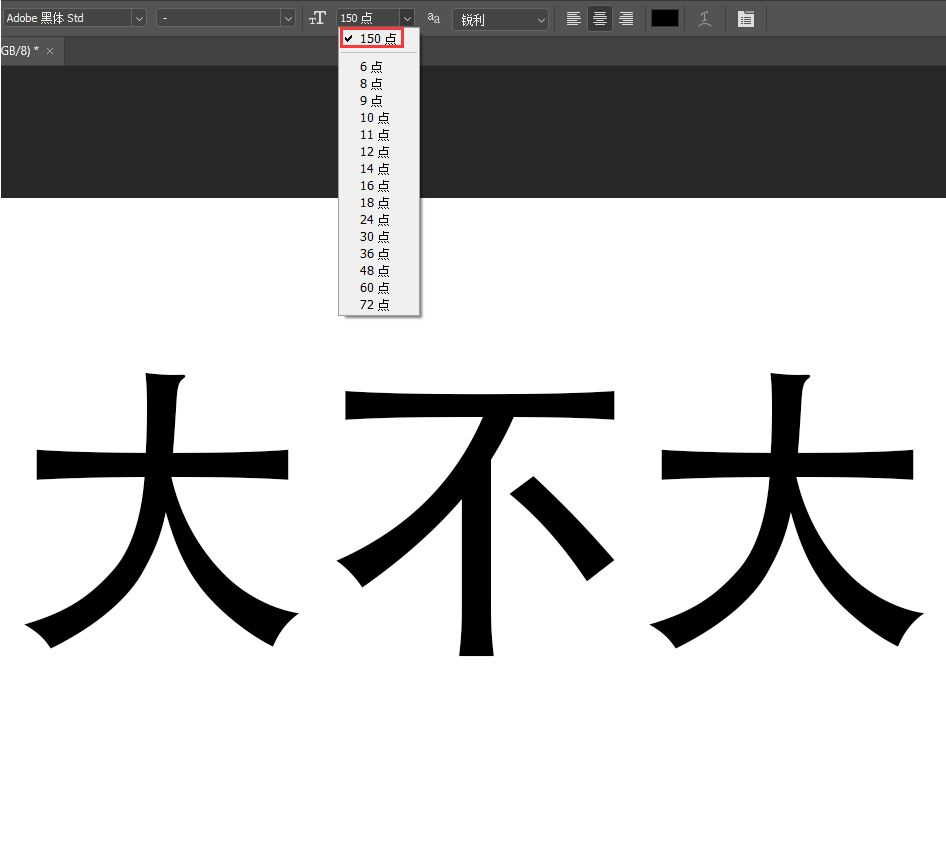 Adobe 黑体 Std - T 150 点 aa 锐利
GB/8) * ×
150 点
6 点
8 点
9 点
10 点
11 点
12 点
14 点
16 点
18 点
24 点
30 点
36 点
48 点
60 点
72 点
大不大